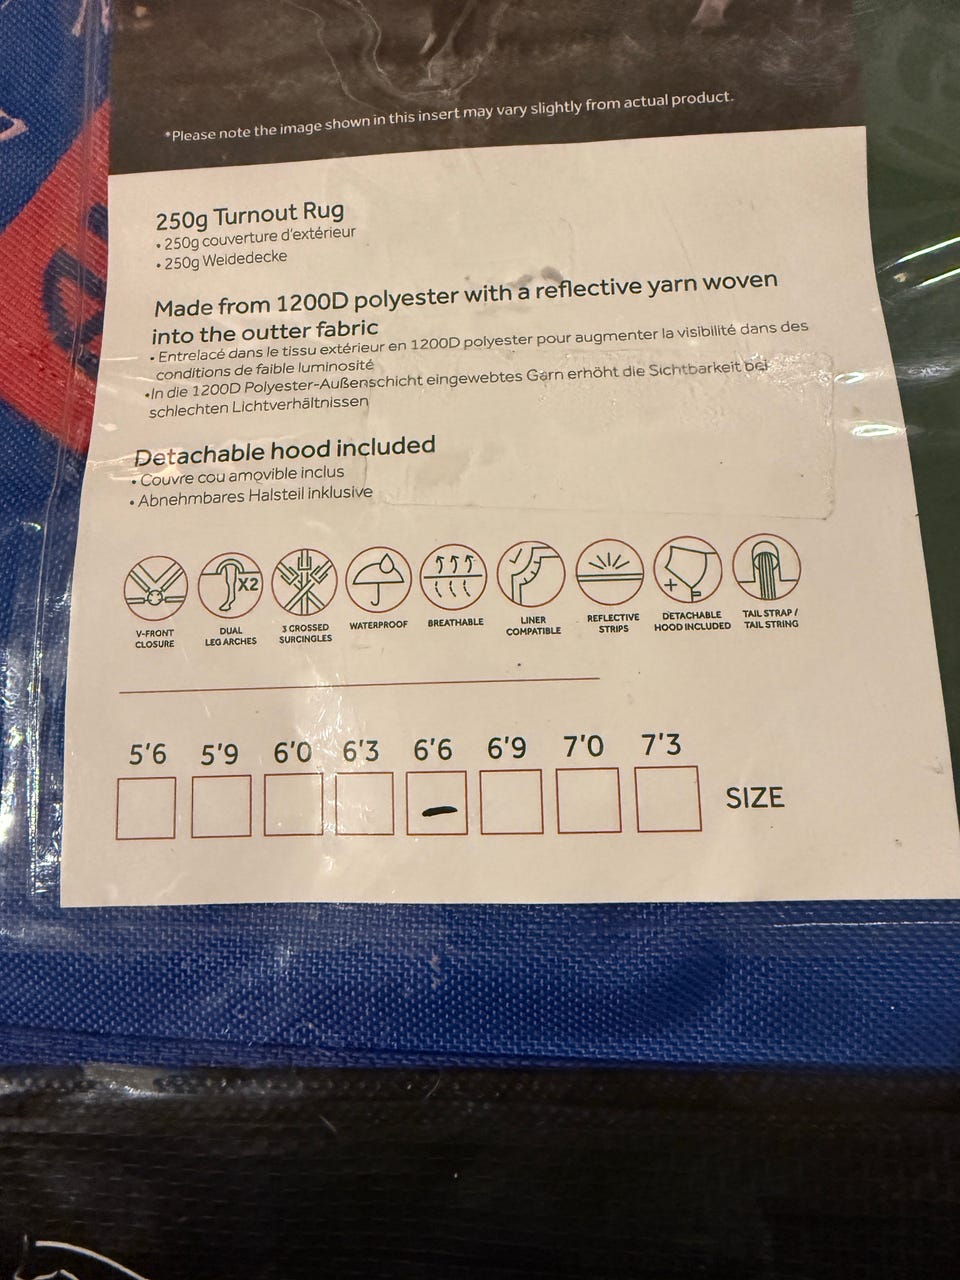 *Please note the image shown in this insert may vary slightly from actual product.
250g Turnout Rug
• 250g couverture d'extérieur
• 250g Weidedecke
Made from 1200D polyester with a reflective yarn woven
into the outter fabric
• Entrelacé dans le tissu extérieur en 1200D polyester pour augmenter la visibilité dans des
conditions de faible luminosité
•In die 1200D Polyester-Außenschicht eingewebtes Garn erhöht die Sichtbarkeit bei
schlechten Lichtverhältnissen
Detachable hood included
• Couvre cou amovible inclus
• Abnehmbares Halsteil inklusive
X2
V-FRONT
CLOSURE
DUAL
LEG ARCHES
3 CROSSED
SURCINGLES
WATERPROOF
BREATHABLE
LINER
COMPATIBLE
REFLECTIVE
STRIPS
DETACHABLE
HOOD INCLUDED
TAIL STRAP /
TAIL STRING
5'6 5'9 6'0 6'3 6'6 6'9 7'0 7'3
SIZE